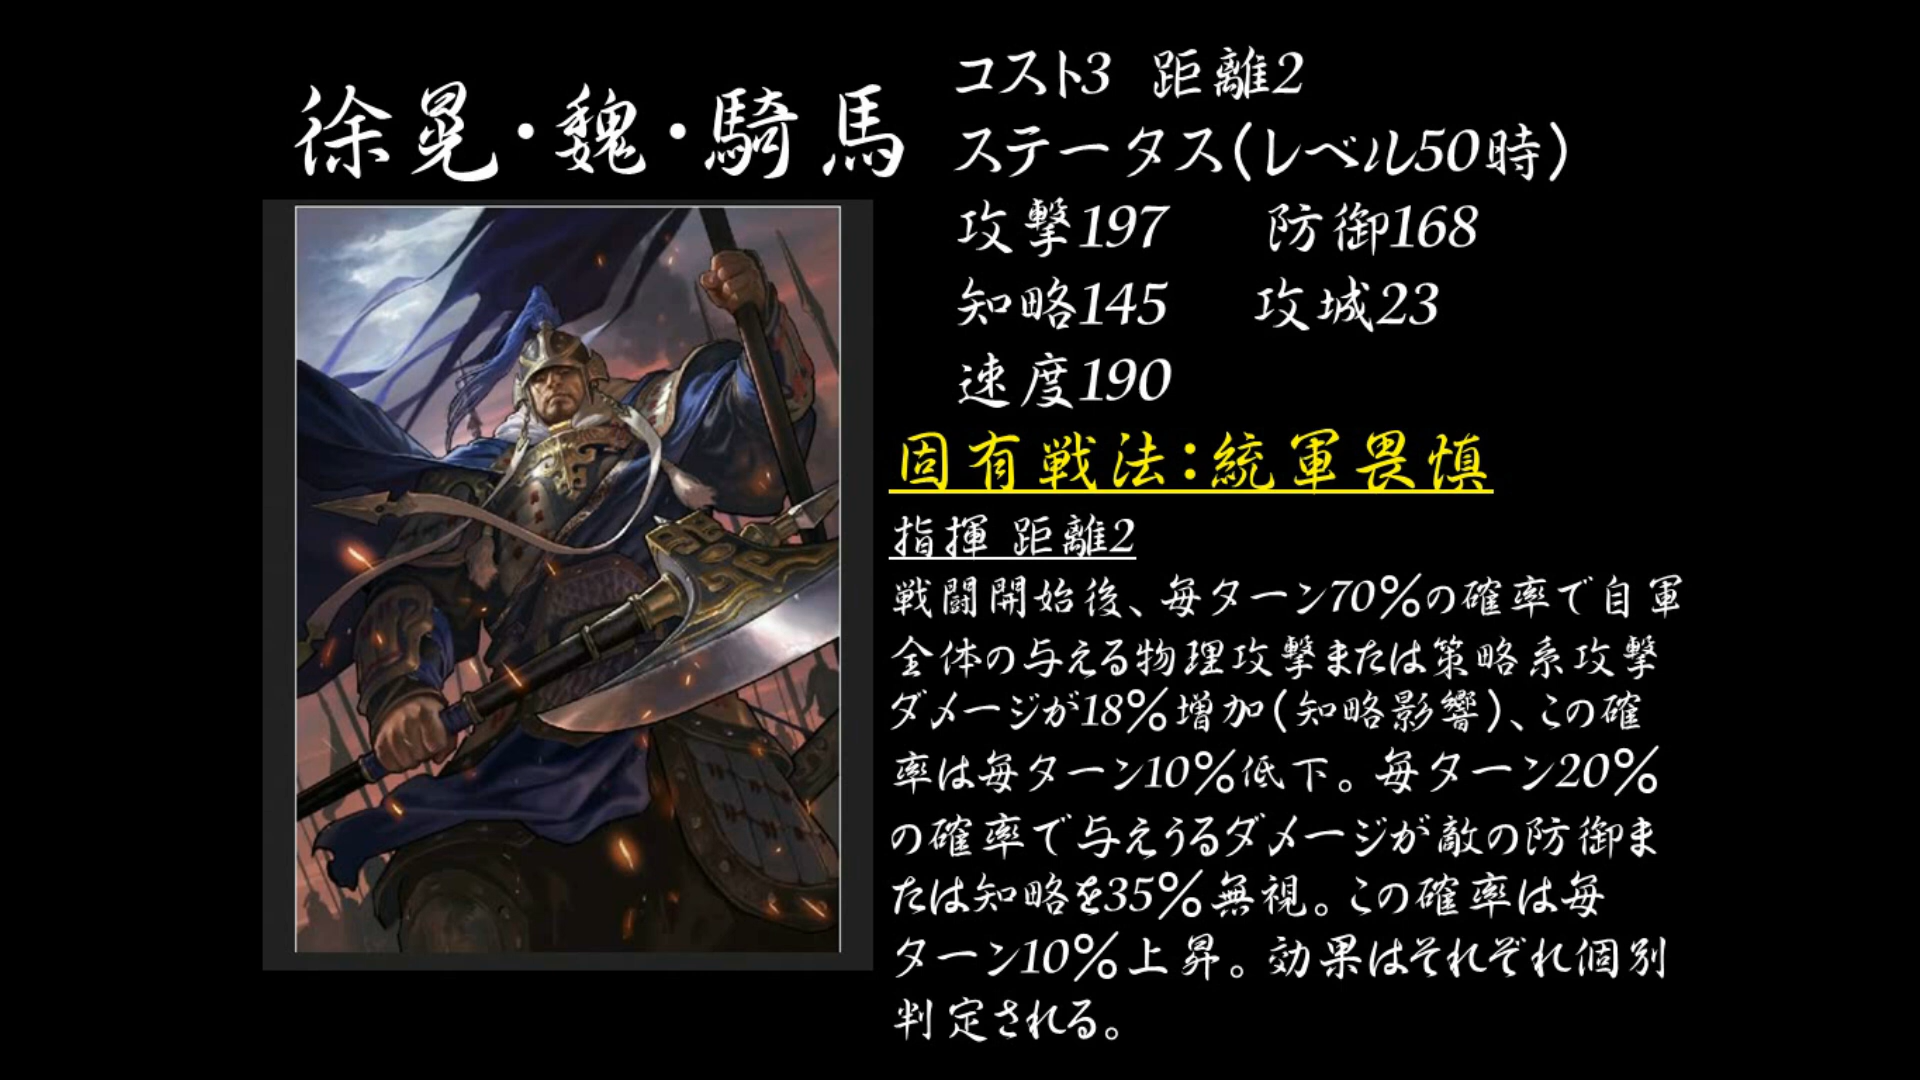 徐晃・魏・騎馬
コスト3 距離2
ステータス(レベル50時)
攻撃197 防御168
知略145 攻城23
速度190
固有戦法:統軍畏慎
指揮 距離2
戦闘開始後、毎ターン70%の確率で自軍
全体の与える物理攻撃または策略系攻撃
ダメージが18%増加(知略影響)、この確
率は毎ターン10%低下。毎ターン20%
の確率で与えうるダメージが敵の防御ま
たは知略を35%無視。この確率は毎
ターン10%上昇。効果はそれぞれ個別
判定される。